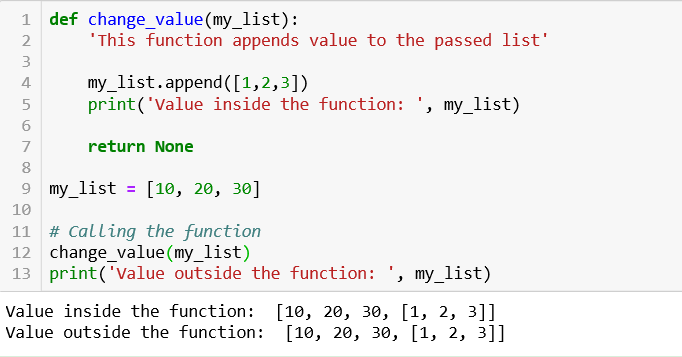 1 def change_value(my_list):
2     'This function appends value to the passed list'
3
4     my_list.append([1,2,3])
5     print('Value inside the function: ', my_list)
6
7     return None
8
9 my_list = [10, 20, 30]
10
11 # Calling the function
12 change_value(my_list)
13 print('Value outside the function: ', my_list)
Value inside the function:  [10, 20, 30, [1, 2, 3]]
Value outside the function:  [10, 20, 30, [1, 2, 3]]